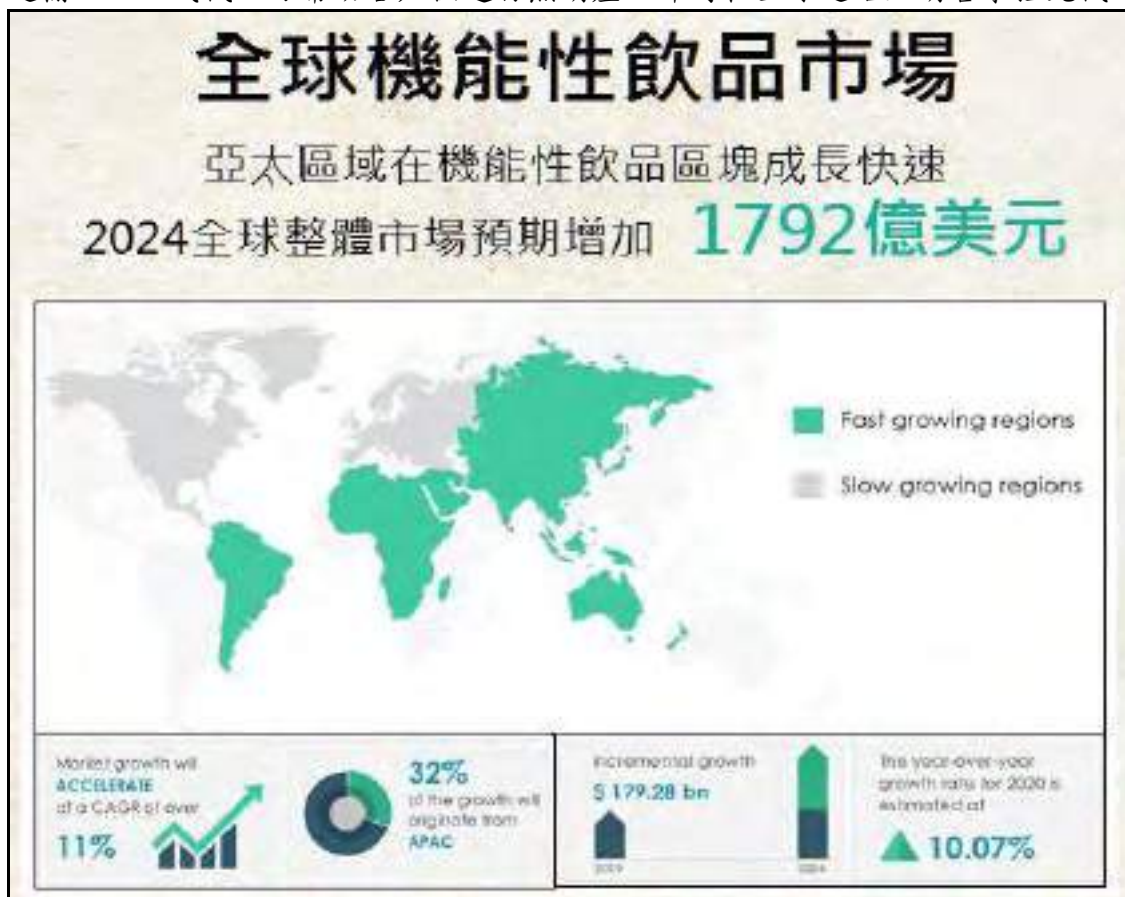 全球機能性飲品市場
亞太區域在機能性飲品區塊成長快速
2024全球整體市場預期增加 1792億美元
Fast growing regions
Slow growing regions
Market growth will
ACCELERATE
at a CAGR of over
11%
32%
of the growth will
originate from
APAC
Incremental growth
$ 179.28 bn
2019
2024
The year-over-year
growth rate for 2020 is
estimated at
10.07%